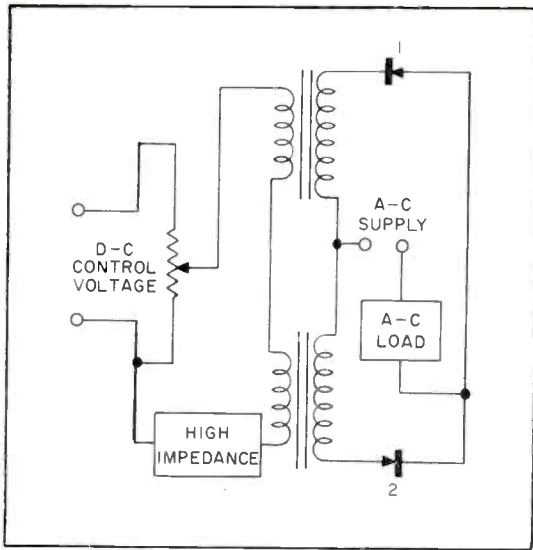 1
A-C
SUPPLY
D-C
CONTROL
VOLTAGE
A-C
LOAD
HIGH
IMPEDANCE
2